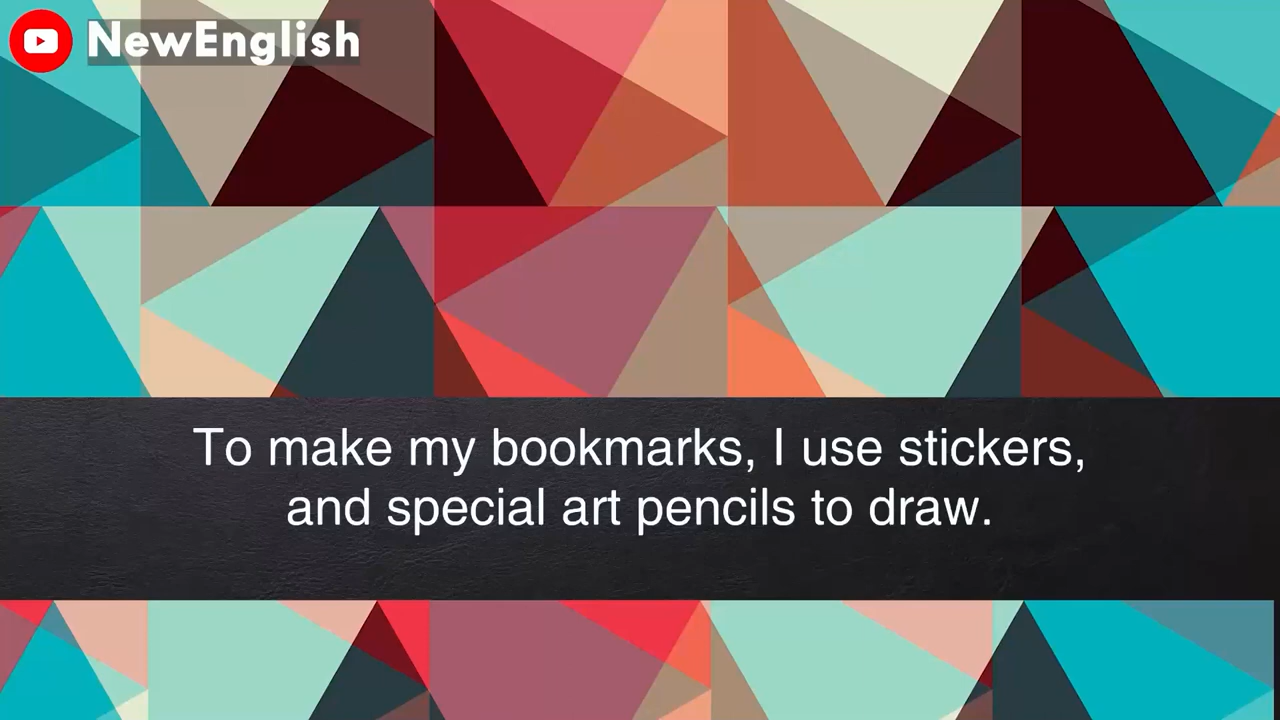 NewEnglish
To make my bookmarks, I use stickers,
and special art pencils to draw.